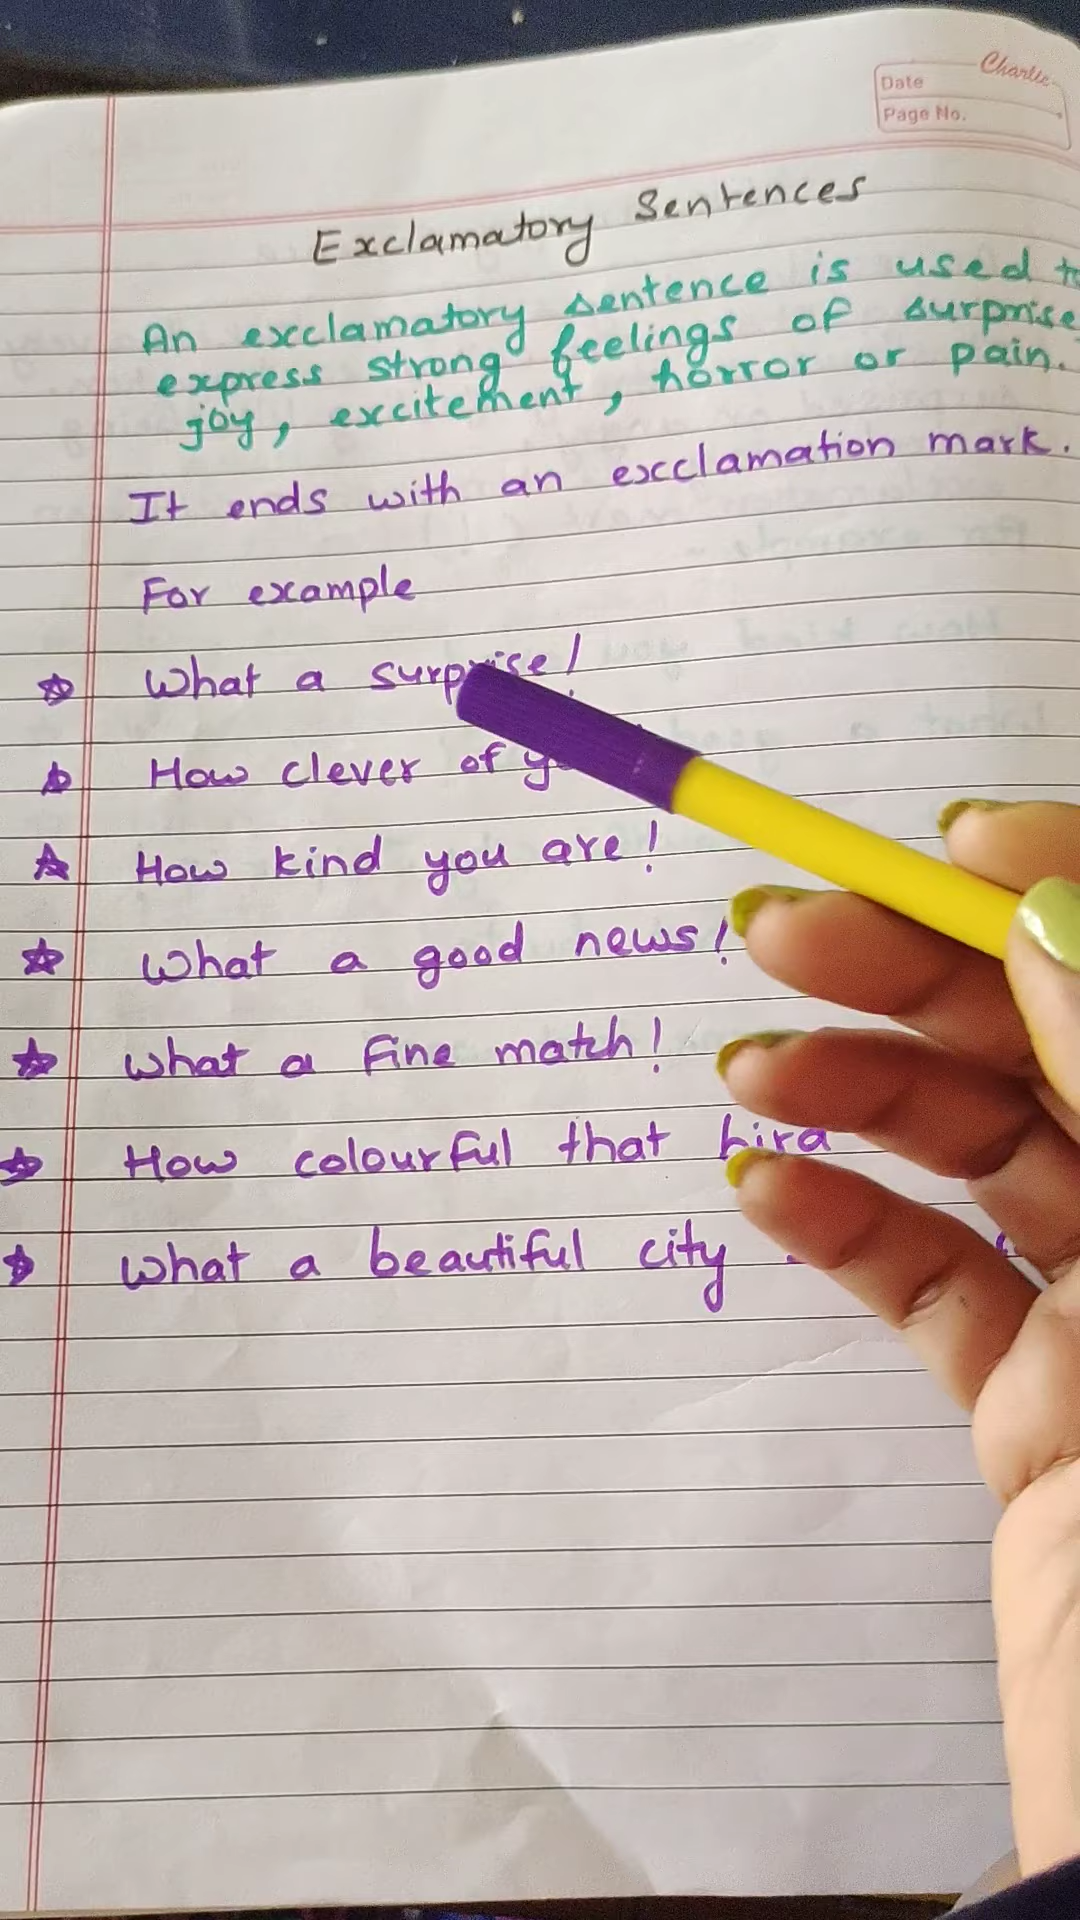 Charlie
Date
Page No.
Exclamatory Sentences
An exclamatory sentence is used to
express strong feelings of surprise,
joy, excitement, horror or pain.
It ends with an exclamation mark.
For example
What a surprise!
How clever of
How kind you are!
What a good news!
What a fine match!
How colourful that bird
What a beautiful city